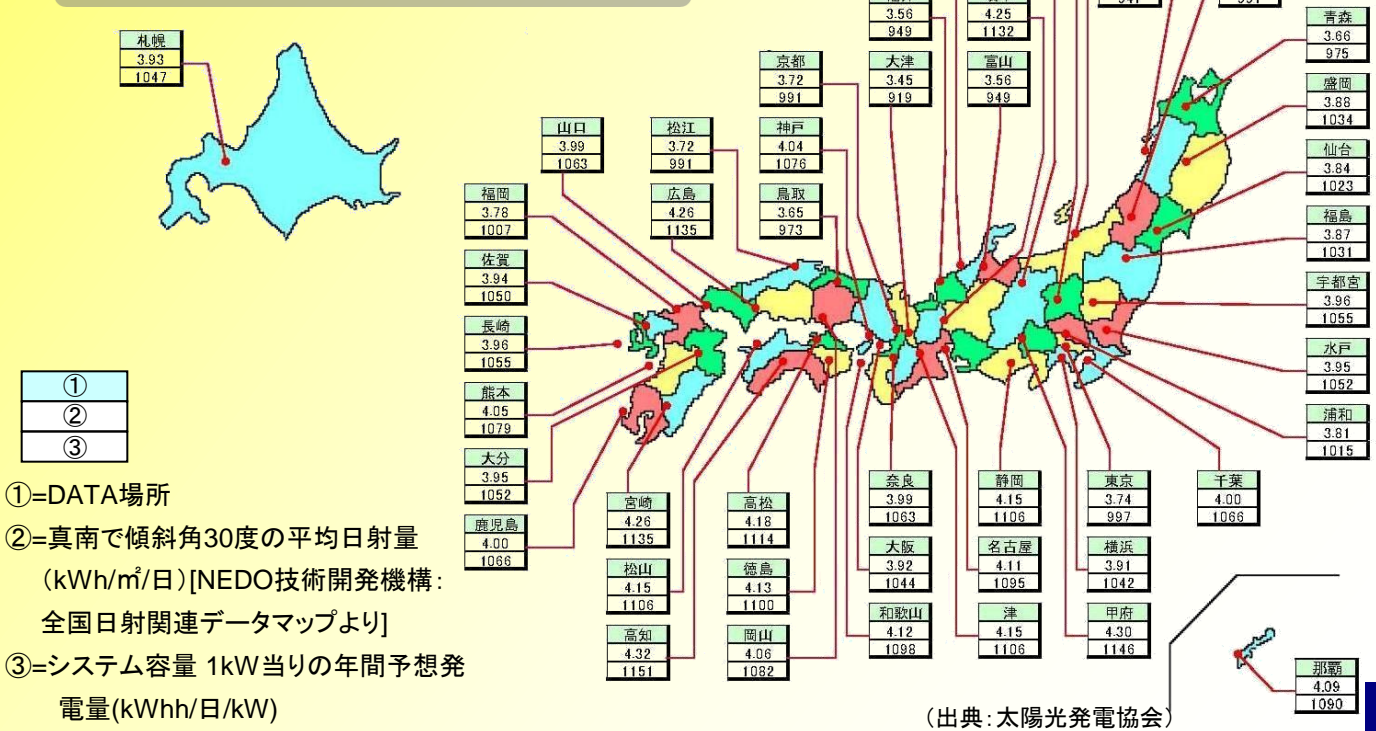 3.56
949
4.25
1132
札幌
3.93
1047
青森
3.66
975
京都
3.72
991
大津
3.45
919
富山
3.56
949
盛岡
3.88
1034
山口
3.99
1063
松江
3.72
991
神戸
4.04
1076
仙台
3.84
1023
福岡
3.78
1007
広島
4.26
1135
鳥取
3.65
973
福島
3.87
1031
佐賀
3.94
1050
宇都宮
3.96
1055
長崎
3.96
1055
水戸
3.95
1052
熊本
4.05
1079
浦和
3.81
1015
大分
3.95
1052
鹿児島
4.00
1066
宮崎
4.26
1135
高松
4.18
1114
奈良
3.99
1063
静岡
4.15
1106
東京
3.74
997
千葉
4.00
1066
松山
4.15
1106
徳島
4.13
1100
大阪
3.92
1044
名古屋
4.11
1095
横浜
3.91
1042
高知
4.32
1151
岡山
4.06
1082
和歌山
4.12
1098
津
4.15
1106
甲府
4.30
1146
那覇
4.09
1090
①
②
③
①=DATA場所
②=真南で傾斜角30度の平均日射量
(kWh/㎡/日)[NEDO技術開発機構:
全国日射関連データマップより]
③=システム容量 1kW当りの年間予想発
電量(kWhh/日/kW)
(出典:太陽光発電協会)